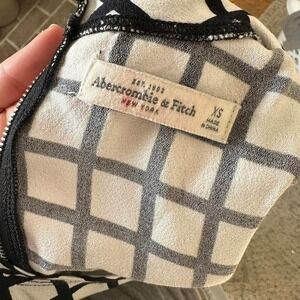 EST. 1892
Abercrombie & Fitch
NEW YORK
XS
MADE
IN CHINA